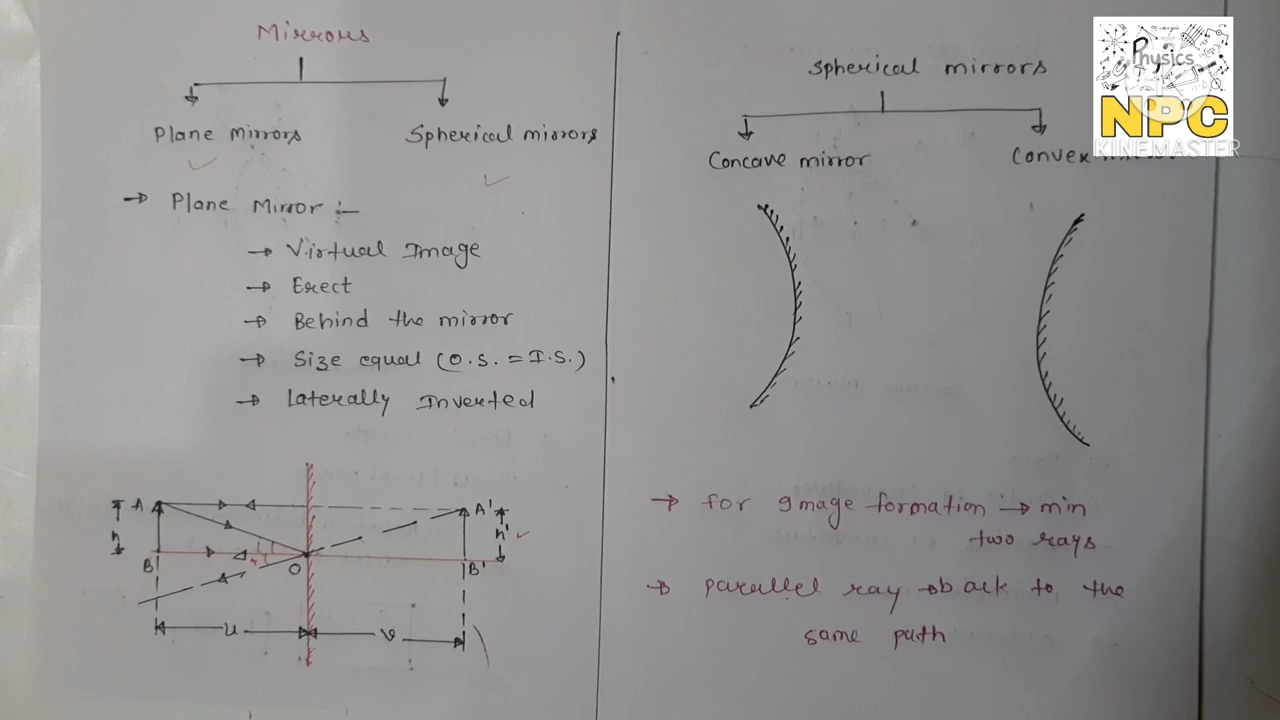 Mirrors
Plane mirrors
Spherical mirrors
→ Plane Mirror :-
→ Virtual Image
→ Erect
→ Behind the mirror
→ Size equal (O.S. = I.S.)
→ Laterally Inverted
A
A'
h
h'
B
O
B'
u
v
Spherical mirrors
Concave mirror
Convex
→ for Image formation → min
two rays
→ parallel ray → back to the
same path
Physics
NPC
KINEMASTER